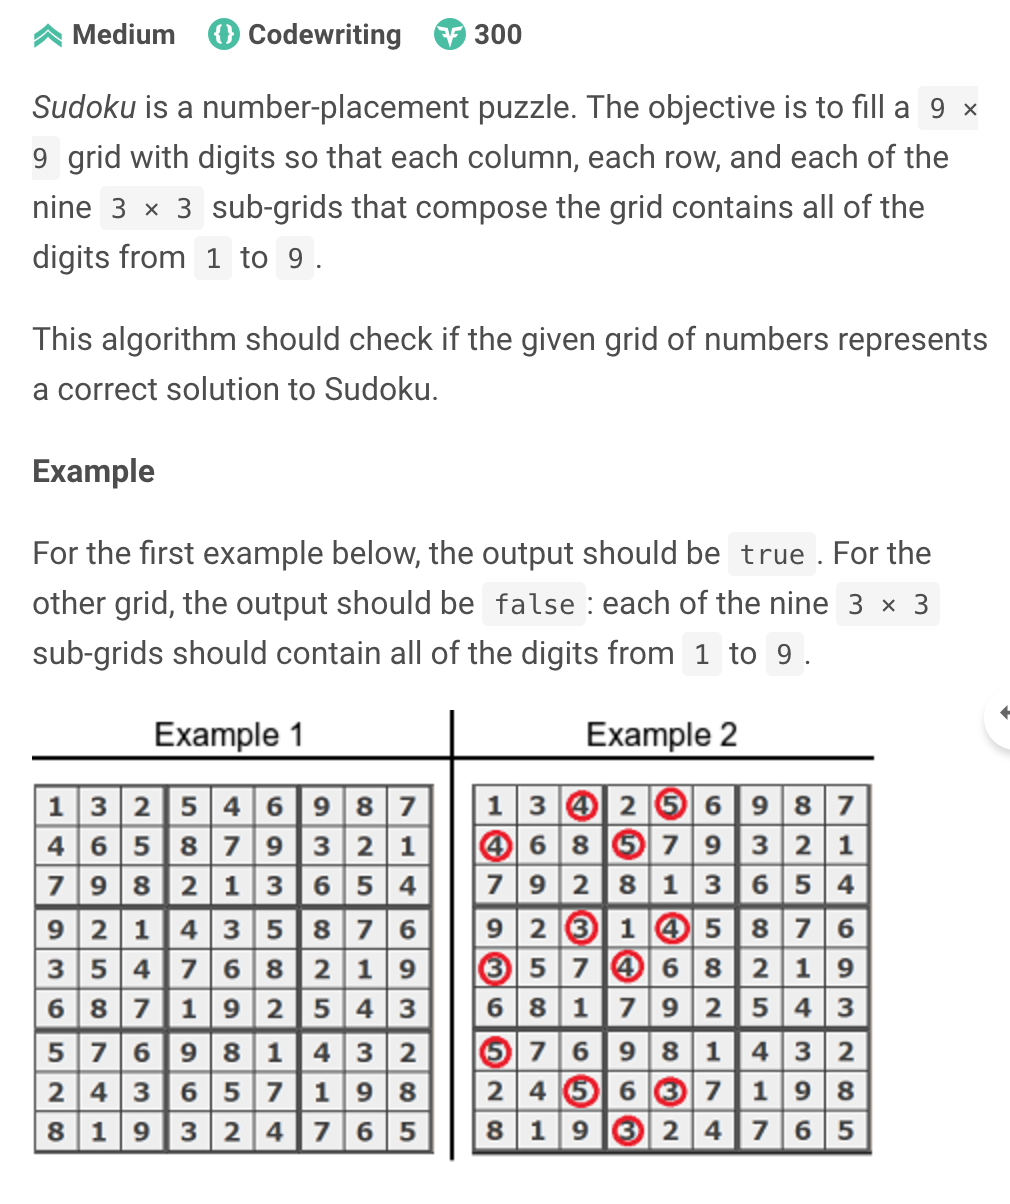 Medium Codewriting 300
Sudoku is a number-placement puzzle. The objective is to fill a 9 ×
9 grid with digits so that each column, each row, and each of the
nine 3 × 3 sub-grids that compose the grid contains all of the
digits from 1 to 9 .
This algorithm should check if the given grid of numbers represents
a correct solution to Sudoku.
Example
For the first example below, the output should be true . For the
other grid, the output should be false : each of the nine 3 × 3
sub-grids should contain all of the digits from 1 to 9 .
Example 1
1 3 2 5 4 6 9 8 7
4 6 5 8 7 9 3 2 1
7 9 8 2 1 3 6 5 4
9 2 1 4 3 5 8 7 6
3 5 4 7 6 8 2 1 9
6 8 7 1 9 2 5 4 3
5 7 6 9 8 1 4 3 2
2 4 3 6 5 7 1 9 8
8 1 9 3 2 4 7 6 5
Example 2
1 3 4 2 5 6 9 8 7
4 6 8 5 7 9 3 2 1
7 9 2 8 1 3 6 5 4
9 2 3 1 4 5 8 7 6
3 5 7 4 6 8 2 1 9
6 8 1 7 9 2 5 4 3
5 7 6 9 8 1 4 3 2
2 4 5 6 3 7 1 9 8
8 1 9 3 2 4 7 6 5